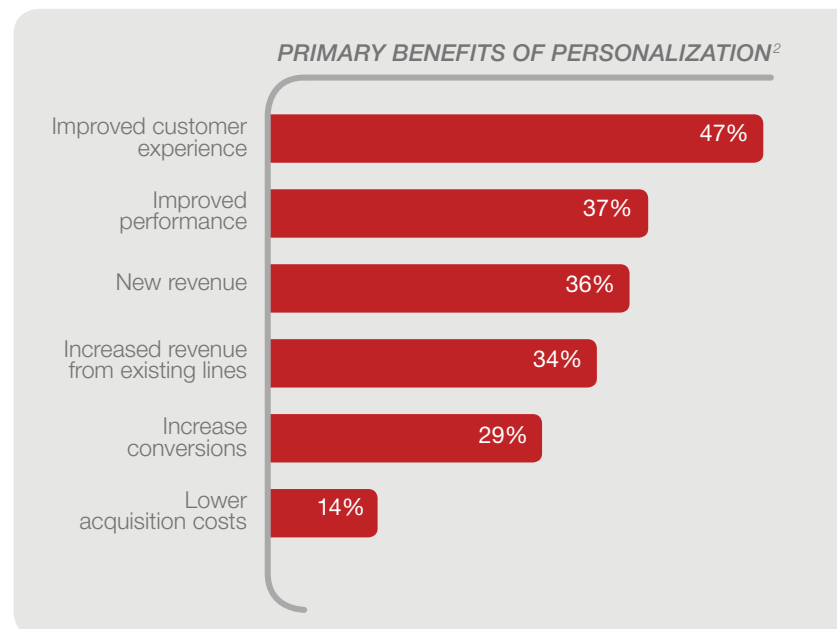 PRIMARY BENEFITS OF PERSONALIZATION²
Improved customer
experience
47%
Improved
performance
37%
New revenue
36%
Increased revenue
from existing lines
34%
Increase
conversions
29%
Lower
acquisition costs
14%